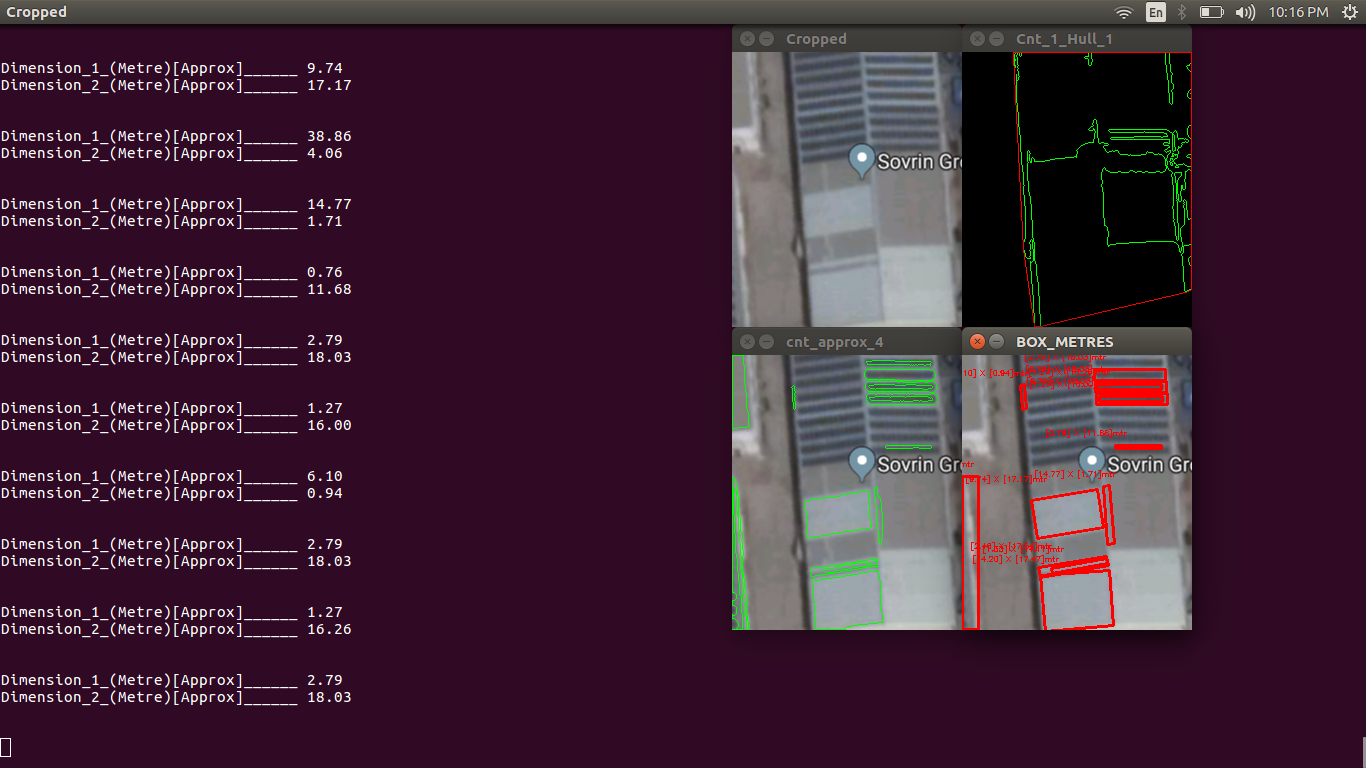 Cropped
En
10:16 PM
Dimension_1_(Metre)[Approx]______ 9.74
Dimension_2_(Metre)[Approx]______ 17.17
Dimension_1_(Metre)[Approx]______ 38.86
Dimension_2_(Metre)[Approx]______ 4.06
Dimension_1_(Metre)[Approx]______ 14.77
Dimension_2_(Metre)[Approx]______ 1.71
Dimension_1_(Metre)[Approx]______ 0.76
Dimension_2_(Metre)[Approx]______ 11.68
Dimension_1_(Metre)[Approx]______ 2.79
Dimension_2_(Metre)[Approx]______ 18.03
Dimension_1_(Metre)[Approx]______ 1.27
Dimension_2_(Metre)[Approx]______ 16.00
Dimension_1_(Metre)[Approx]______ 6.10
Dimension_2_(Metre)[Approx]______ 0.94
Dimension_1_(Metre)[Approx]______ 2.79
Dimension_2_(Metre)[Approx]______ 18.03
Dimension_1_(Metre)[Approx]______ 1.27
Dimension_2_(Metre)[Approx]______ 16.26
Dimension_1_(Metre)[Approx]______ 2.79
Dimension_2_(Metre)[Approx]______ 18.03
Cropped
Sovrin Gr
Cnt_1_Hull_1
cnt_approx_4
Sovrin Gr
BOX_METRES
10] X [0.94]m
Sovrin Gr
[14.77] X [1.71]mtr